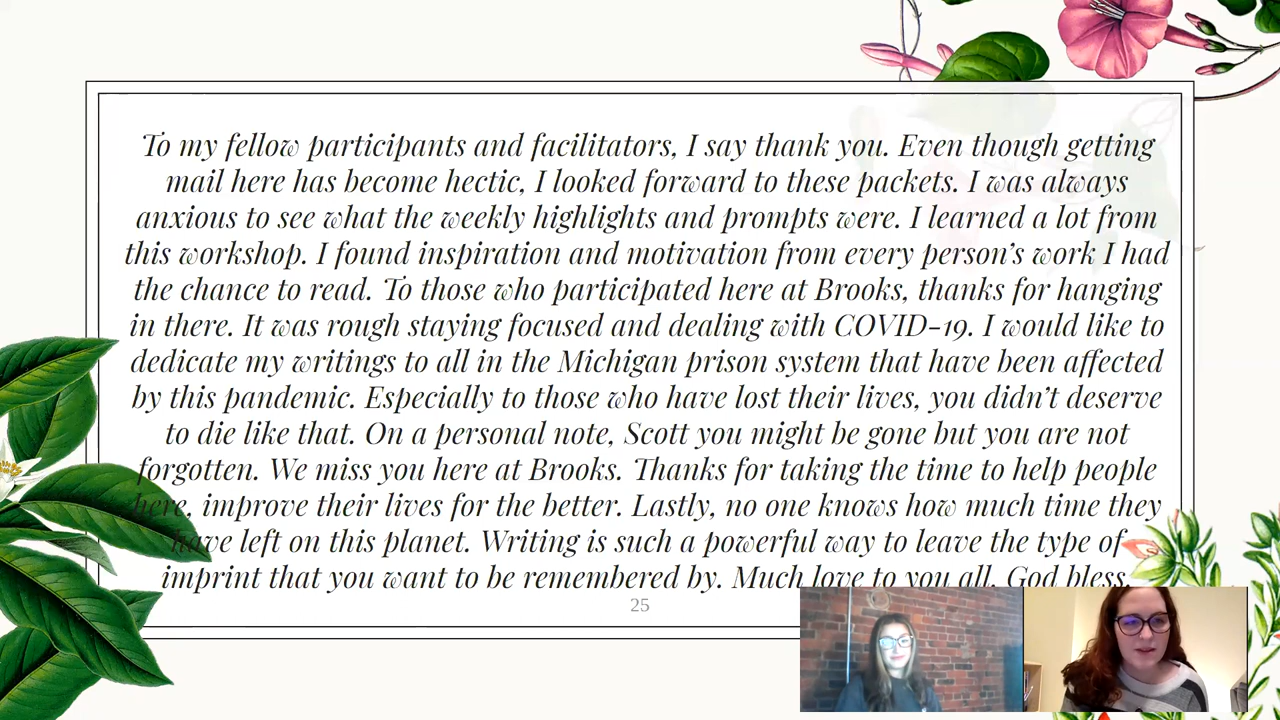 To my fellow participants and facilitators, I say thank you. Even though getting
mail here has become hectic, I looked forward to these packets. I was always
anxious to see what the weekly highlights and prompts were. I learned a lot from
this workshop. I found inspiration and motivation from every person's work I had
the chance to read. To those who participated here at Brooks, thanks for hanging
in there. It was rough staying focused and dealing with COVID-19. I would like to
dedicate my writings to all in the Michigan prison system that have been affected
by this pandemic. Especially to those who have lost their lives, you didn't deserve
to die like that. On a personal note, Scott you might be gone but you are not
forgotten. We miss you here at Brooks. Thanks for taking the time to help people
here, improve their lives for the better. Lastly, no one knows how much time they
have left on this planet. Writing is such a powerful way to leave the type of
imprint that you want to be remembered by. Much love to you all. God bless.
25